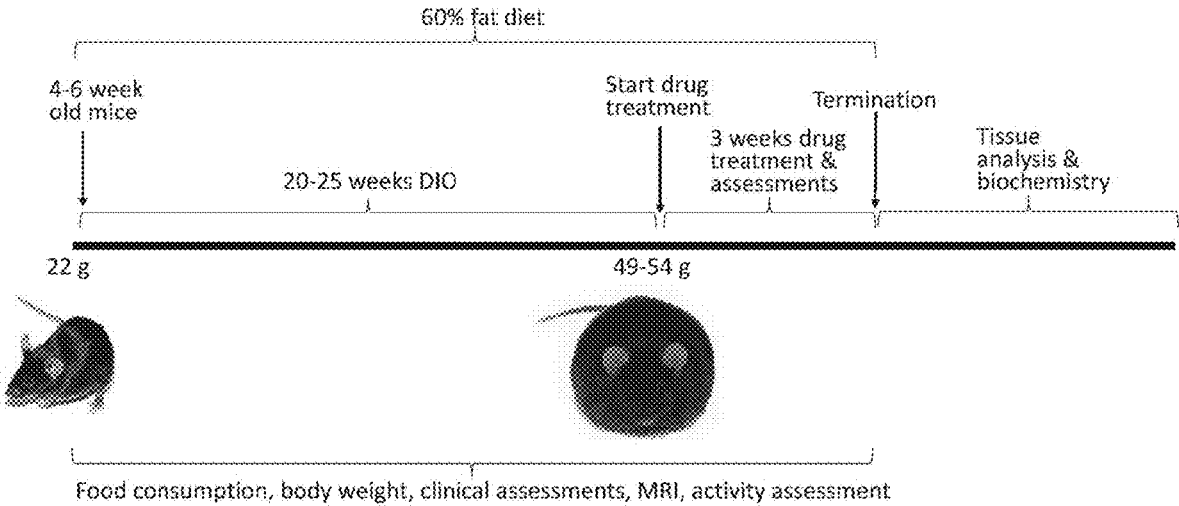 60% fat diet
4-6 week
old mice
Start drug
treatment
Termination
20-25 weeks DIO
3 weeks drug
treatment &
assessments
Tissue
analysis &
biochemistry
22 g
49-54 g
Food consumption, body weight, clinical assessments, MRI, activity assessment